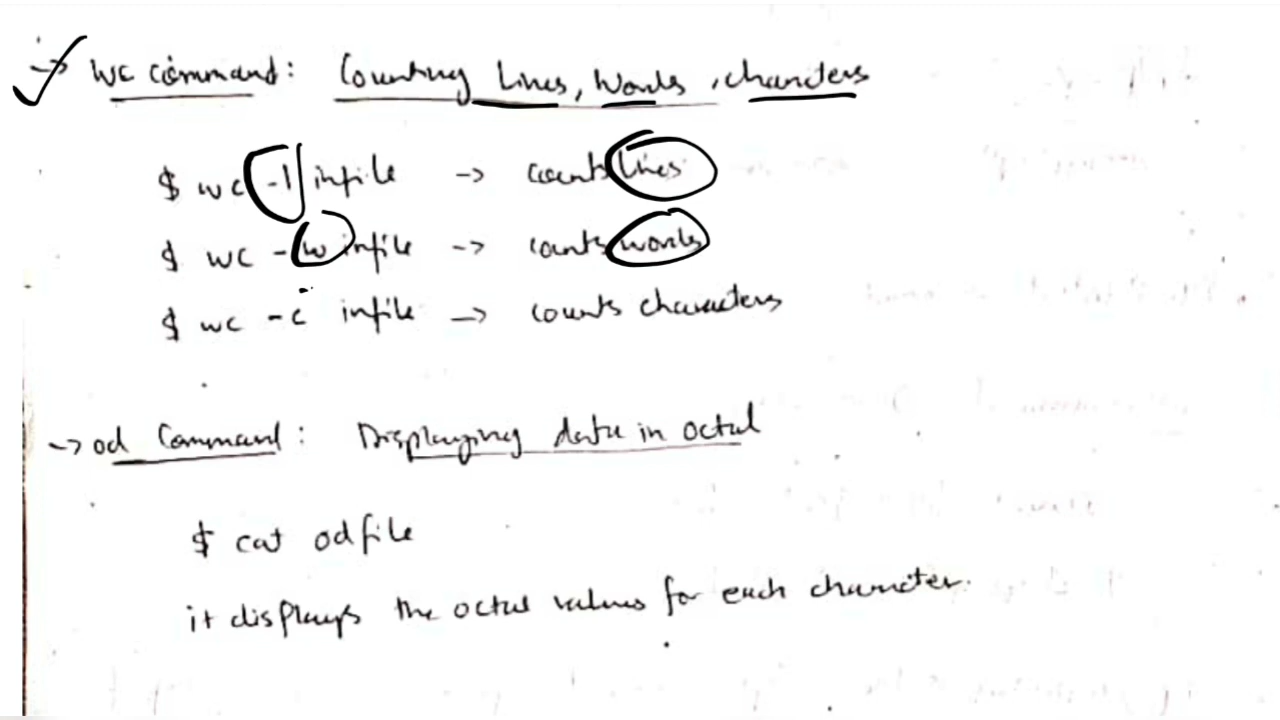 -> wc command: Counting Lines, Words, characters
$ wc -l infile -> counts lines
$ wc -w infile -> counts words
$ wc -c infile -> counts characters
-> od Command: Displaying data in octal
$ cat odfile
it displays the octal values for each character.